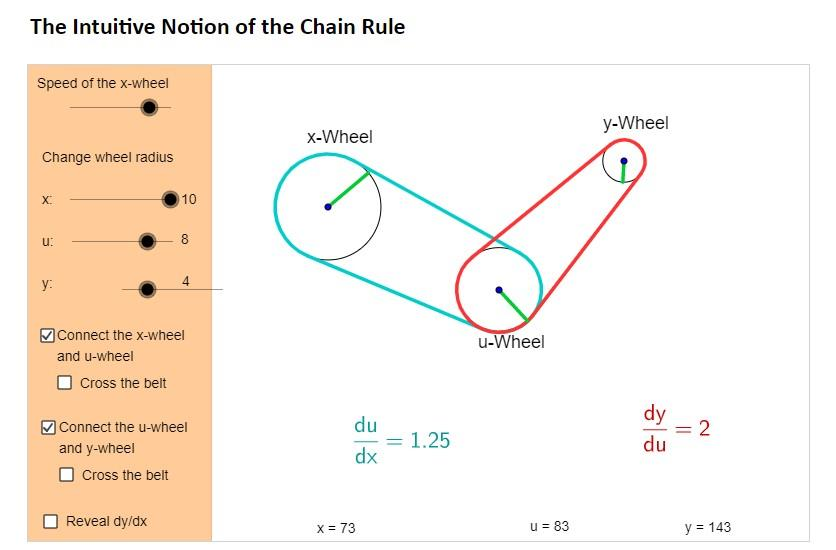 The Intuitive Notion of the Chain Rule
Speed of the x-wheel
Change wheel radius
x: 10
u: 8
y: 4
Connect the x-wheel
and u-wheel
Cross the belt
Connect the u-wheel
and y-wheel
Cross the belt
Reveal dy/dx
x-Wheel
y-Wheel
u-Wheel
du
dx
= 1.25
dy
du
= 2
x = 73
u = 83
y = 143